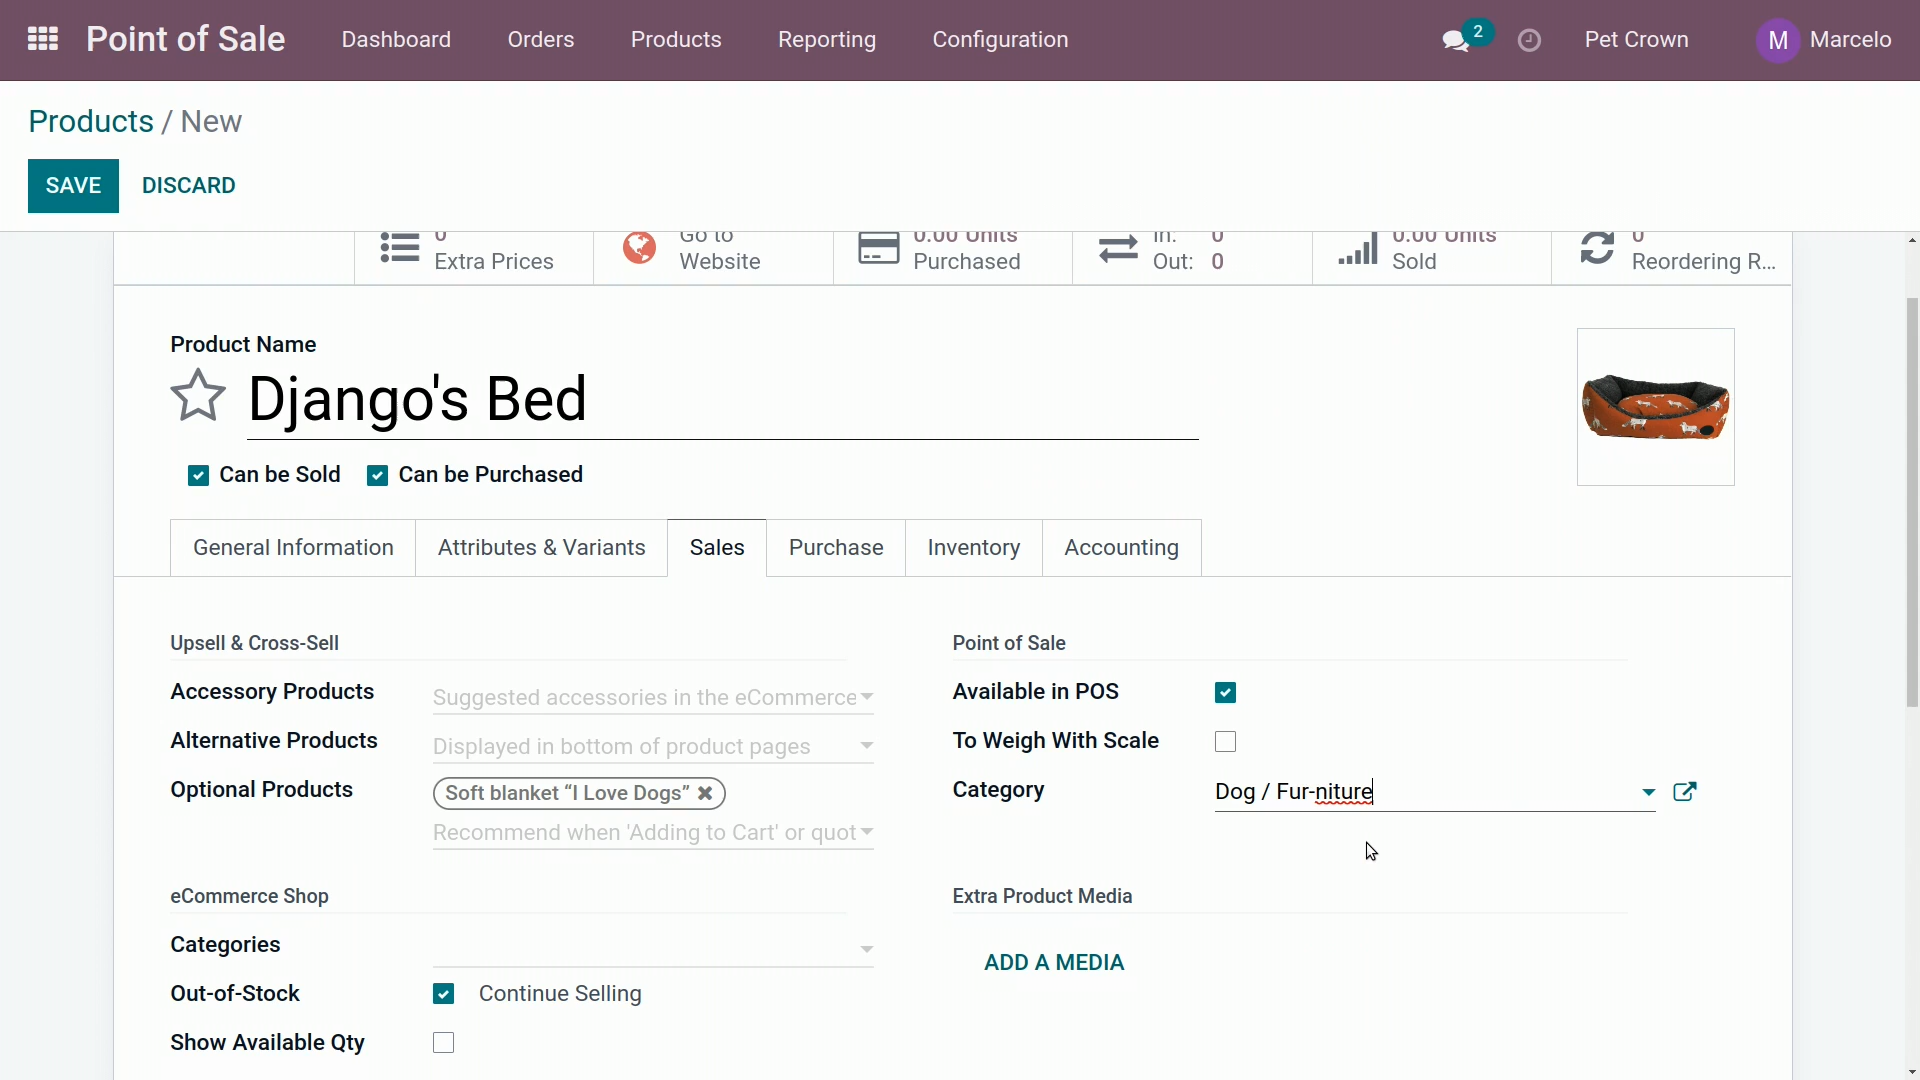 Point of Sale Dashboard Orders Products Reporting Configuration 2 Pet Crown M Marcelo
Products / New
SAVE DISCARD
0 Go to 0.00 Units In: 0 0.00 Units 0
Extra Prices Website Purchased Out: 0 Sold Reordering R...
Product Name
Django's Bed
Can be Sold Can be Purchased
General Information Attributes & Variants Sales Purchase Inventory Accounting
Upsell & Cross-Sell Point of Sale
Accessory Products Suggested accessories in the eCommerce Available in POS
Alternative Products Displayed in bottom of product pages To Weigh With Scale
Optional Products Soft blanket “I Love Dogs” ✖ Category Dog / Fur-niture
Recommend when 'Adding to Cart' or quot
eCommerce Shop Extra Product Media
Categories
ADD A MEDIA
Out-of-Stock Continue Selling
Show Available Qty